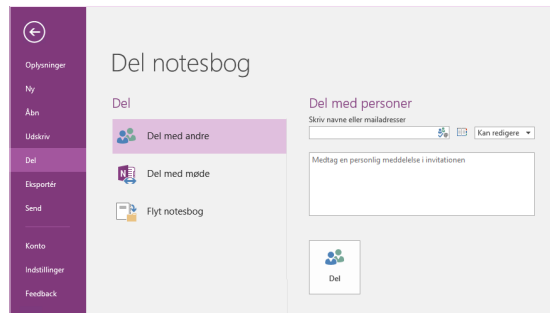 Oplysninger
Ny
Åbn
Udskriv
Del
Eksportér
Send
Konto
Indstillinger
Feedback
Del notesbog
Del
Del med andre
Del med møde
Flyt notesbog
Del med personer
Skriv navne eller mailadresser
Kan redigere
Medtag en personlig meddelelse i invitationen
Del